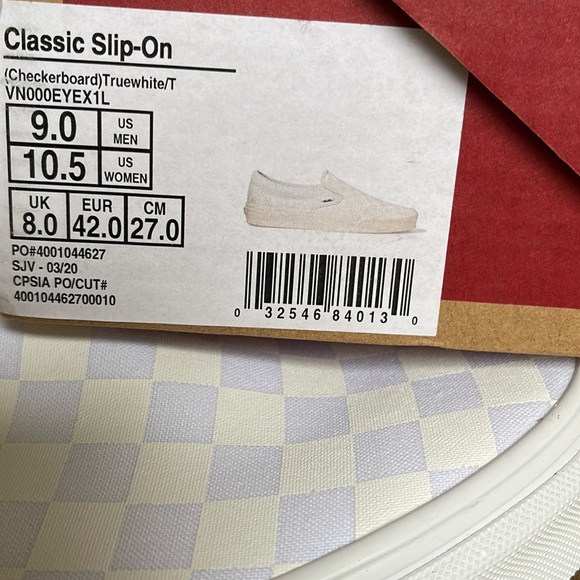 Classic Slip-On
(Checkerboard)Truewhite/T
VN000EYEX1L
9.0 US MEN
10.5 US WOMEN
UK EUR CM
8.0 42.0 27.0
PO#4001044627
SJV - 03/20
CPSIA PO/CUT#
400104462700010
0 32546 84013 0